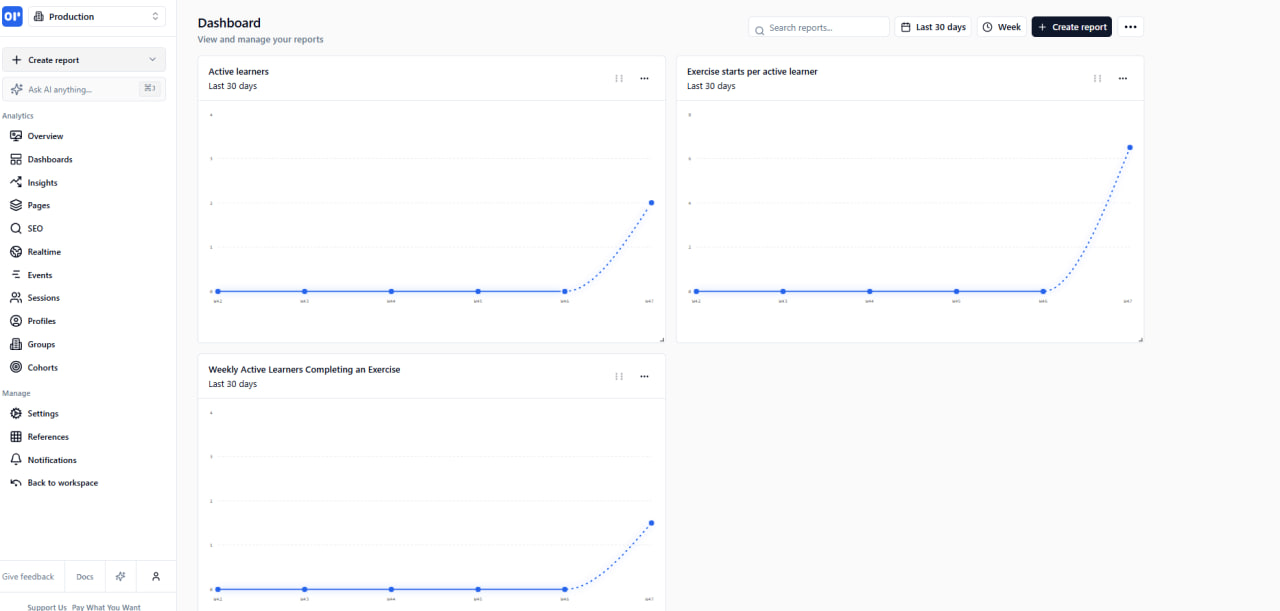 Production
Create report
Ask AI anything...
⌘J
Analytics
Overview
Dashboards
Insights
Pages
SEO
Realtime
Events
Sessions
Profiles
Groups
Cohorts
Manage
Settings
References
Notifications
Back to workspace
Give feedback
Docs
Support Us Pay What You Want
Dashboard
View and manage your reports
Search reports...
Last 30 days
Week
Create report
Active learners
Last 30 days
Exercise starts per active learner
Last 30 days
Weekly Active Learners Completing an Exercise
Last 30 days